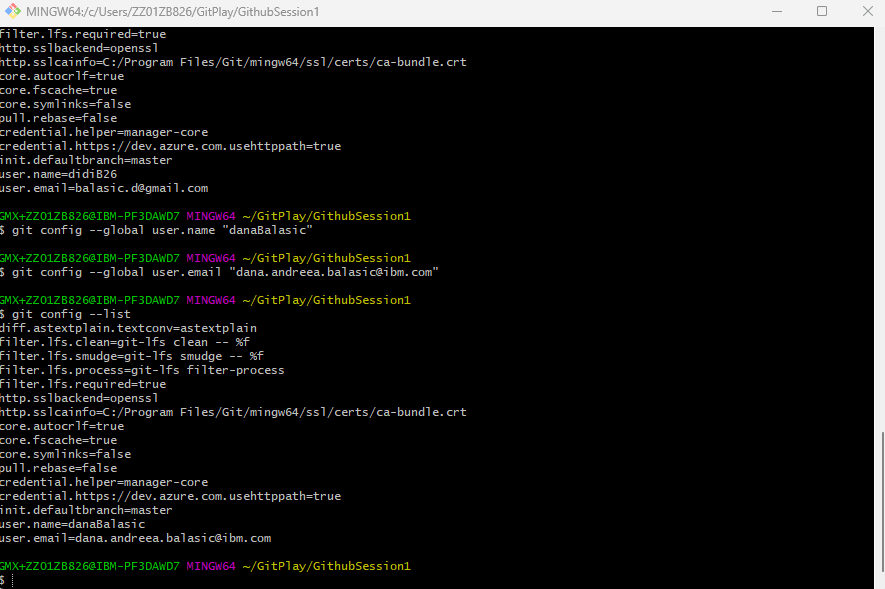 MINGW64:/c/Users/ZZ01ZB826/GitPlay/GithubSession1
filter.lfs.required=true
http.sslbackend=openssl
http.sslcainfo=C:/Program Files/Git/mingw64/ssl/certs/ca-bundle.crt
core.autocrlf=true
core.fscache=true
core.symlinks=false
pull.rebase=false
credential.helper=manager-core
credential.https://dev.azure.com.usehttppath=true
init.defaultbranch=master
user.name=didiB26
user.email=balasic.d@gmail.com
GMX+ZZ01ZB826@IBM-PF3DAWD7 MINGW64 ~/GitPlay/GithubSession1
$ git config --global user.name "danaBalasic"
GMX+ZZ01ZB826@IBM-PF3DAWD7 MINGW64 ~/GitPlay/GithubSession1
$ git config --global user.email "dana.andreea.balasic@ibm.com"
GMX+ZZ01ZB826@IBM-PF3DAWD7 MINGW64 ~/GitPlay/GithubSession1
$ git config --list
diff.astextplain.textconv=astextplain
filter.lfs.clean=git-lfs clean -- %f
filter.lfs.smudge=git-lfs smudge -- %f
filter.lfs.process=git-lfs filter-process
filter.lfs.required=true
http.sslbackend=openssl
http.sslcainfo=C:/Program Files/Git/mingw64/ssl/certs/ca-bundle.crt
core.autocrlf=true
core.fscache=true
core.symlinks=false
pull.rebase=false
credential.helper=manager-core
credential.https://dev.azure.com.usehttppath=true
init.defaultbranch=master
user.name=danaBalasic
user.email=dana.andreea.balasic@ibm.com
GMX+ZZ01ZB826@IBM-PF3DAWD7 MINGW64 ~/GitPlay/GithubSession1
$